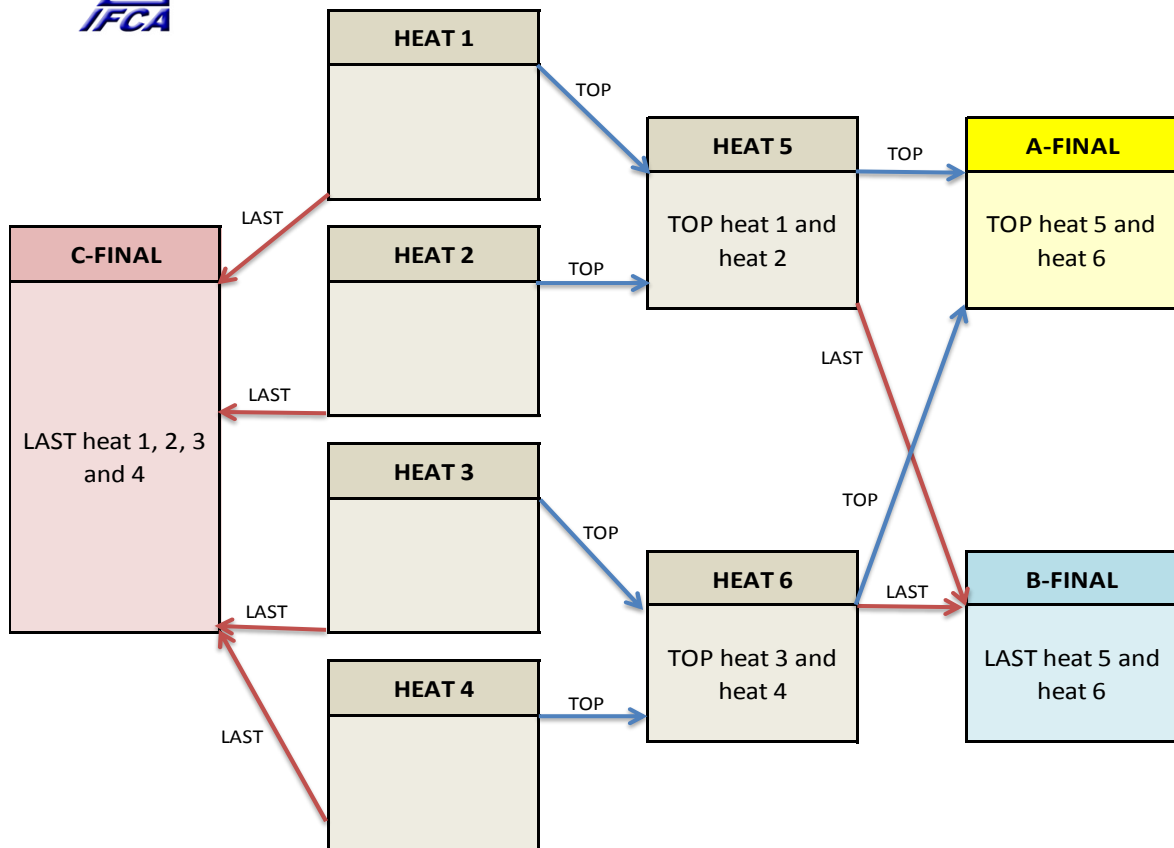 IFCA
HEAT 1
TOP
HEAT 5
TOP
A-FINAL
TOP heat 1 and
heat 2
TOP heat 5 and
heat 6
LAST
C-FINAL
HEAT 2
TOP
LAST
LAST
LAST heat 1, 2, 3
and 4
HEAT 3
TOP
TOP
HEAT 6
LAST
B-FINAL
LAST
TOP heat 3 and
heat 4
LAST heat 5 and
heat 6
HEAT 4
TOP
LAST